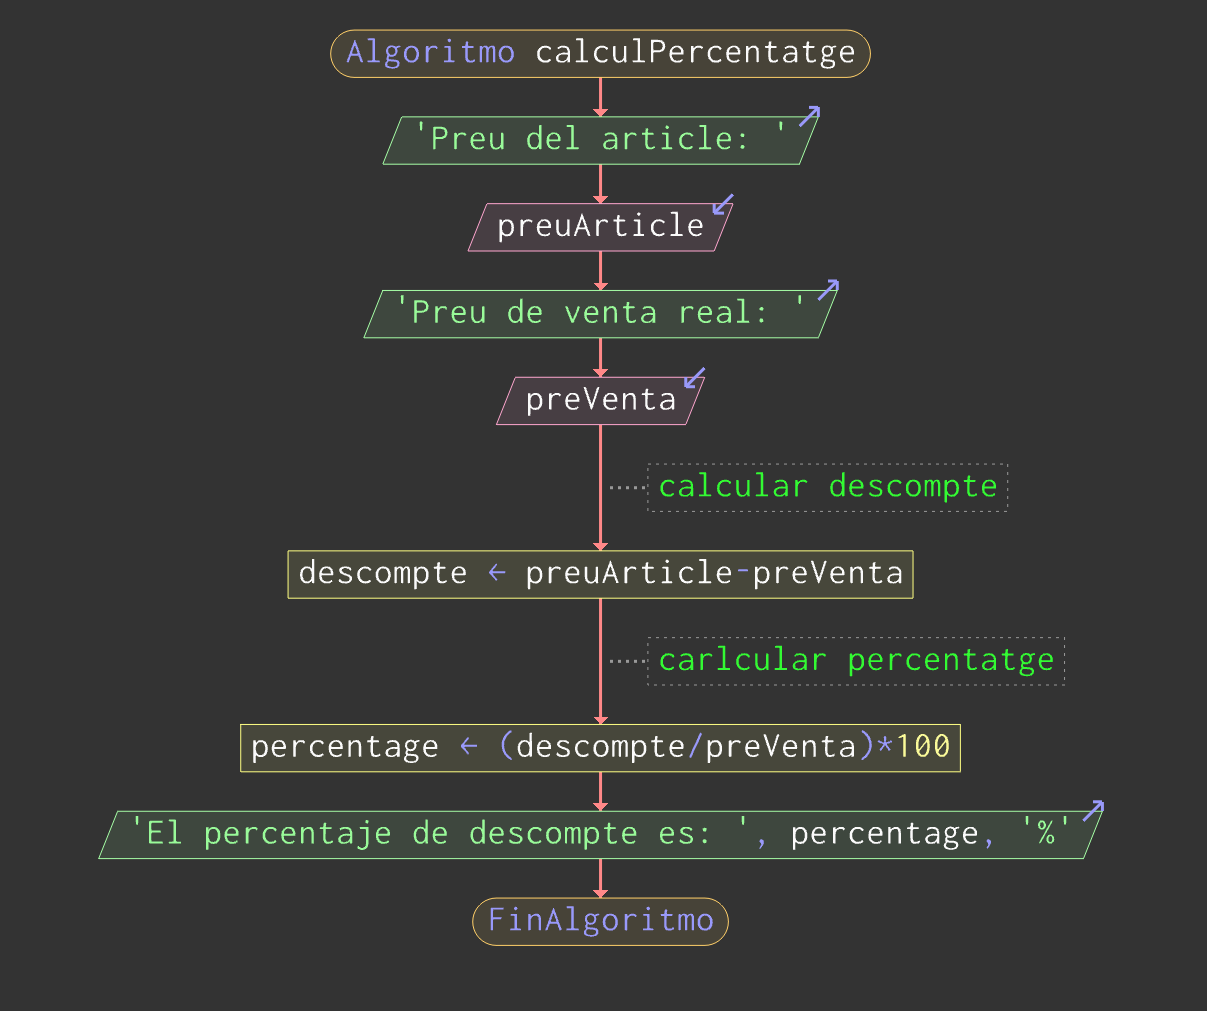 Algoritmo calculPercentatge
'Preu del article: '
preuArticle
'Preu de venta real: '
preVenta
calcular descompte
descompte ← preuArticle-preVenta
carlcular percentatge
percentage ← (descompte/preVenta)*100
'El percentaje de descompte es: ', percentage, '%'
FinAlgoritmo